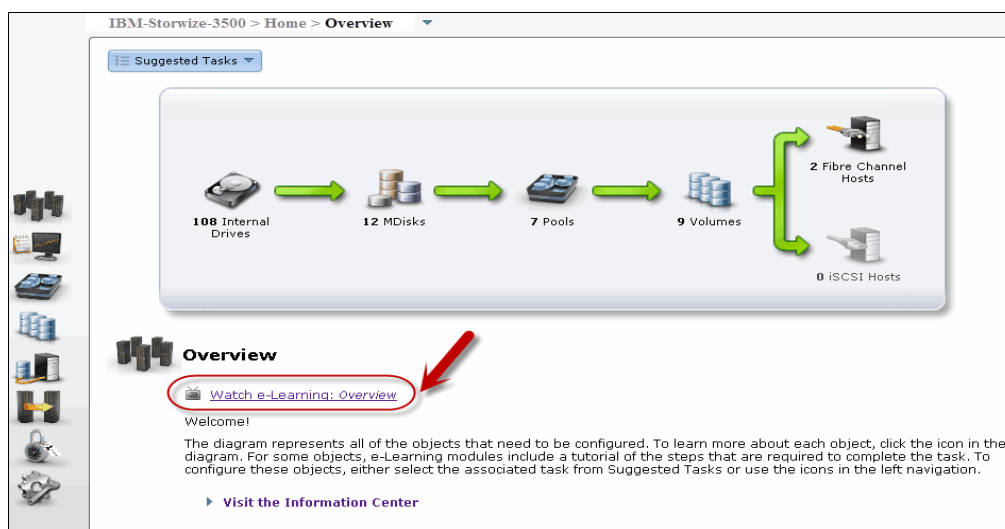 IBM-Storwize-3500 > Home > Overview
Suggested Tasks
108 Internal
Drives
12 MDisks
7 Pools
9 Volumes
2 Fibre Channel
Hosts
0 iSCSI Hosts
Overview
Watch e-Learning: Overview
Welcome!
The diagram represents all of the objects that need to be configured. To learn more about each object, click the icon in the
diagram. For some objects, e-Learning modules include a tutorial of the steps that are required to complete the task. To
configure these objects, either select the associated task from Suggested Tasks or use the icons in the left navigation.
Visit the Information Center